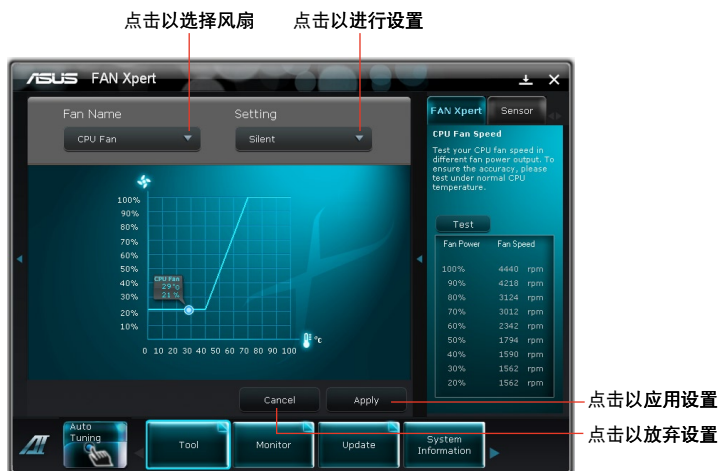 点击以选择风扇
点击以进行设置
ASUS FAN Xpert
Fan Name
Setting
CPU Fan
Silent
100%
90%
80%
70%
60%
50%
40%
30%
20%
10%
CPU Fan
29°c
21%
°c
0 10 20 30 40 50 60 70 80 90 100
Cancel
Apply
FAN Xpert
Sensor
CPU Fan Speed
Test your CPU fan speed in
different fan power output. To
ensure the accuracy, please
test under normal CPU
temperature.
Test
Fan Power Fan Speed
100% 4440 rpm
90% 4218 rpm
80% 3124 rpm
70% 3012 rpm
60% 2342 rpm
50% 1794 rpm
40% 1590 rpm
30% 1562 rpm
20% 1562 rpm
点击以应用设置
点击以放弃设置
Auto
Tuning
Tool
Monitor
Update
System
Information